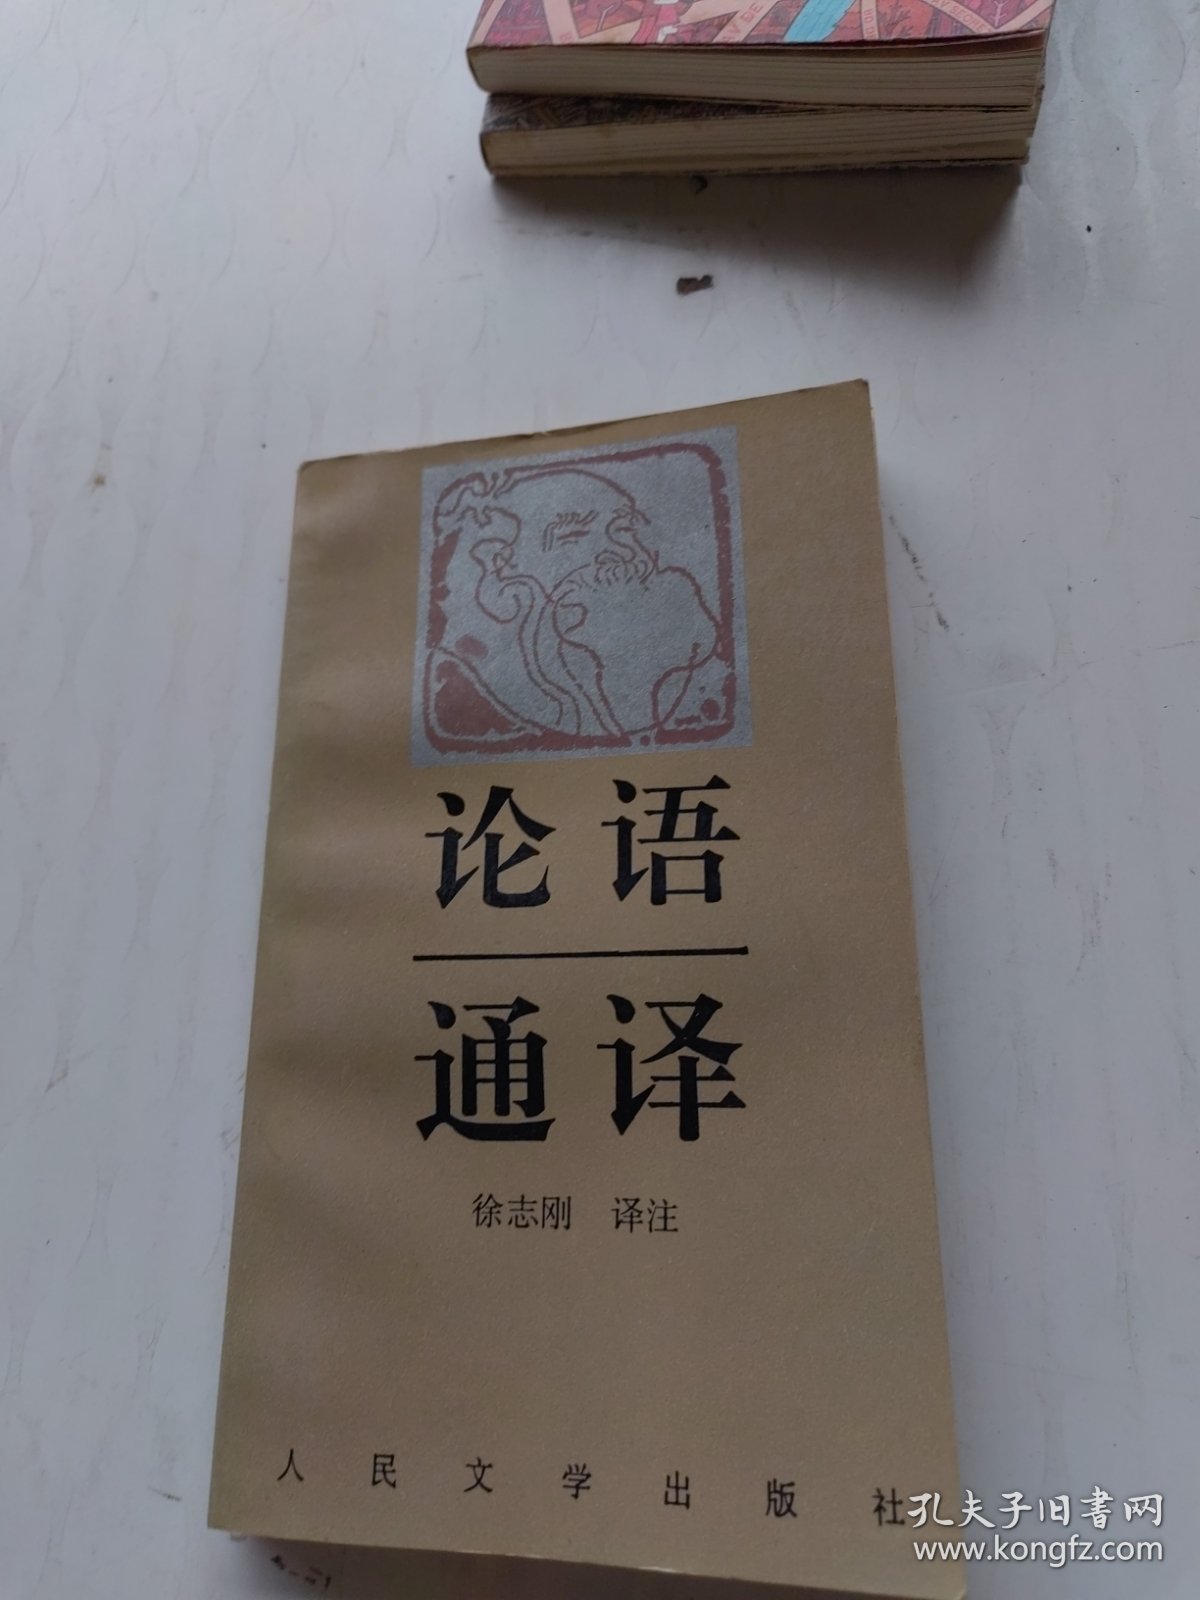 论语
通译
徐志刚 译注
人民文学出版社
孔夫子旧书网
www.kongfz.com